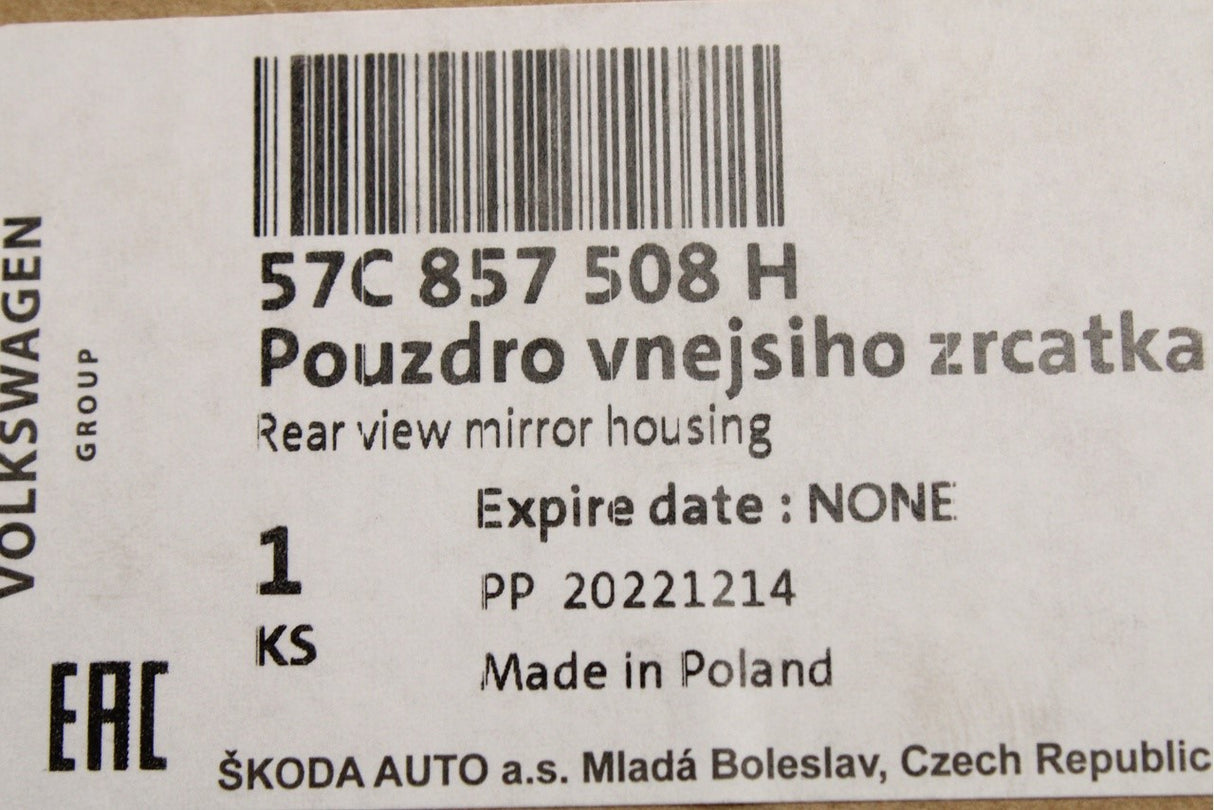 VOLKSWAGEN
GROUP
57C 857 508 H
Pouzdro vnejsiho zrcatka
Rear view mirror housing
Expire date : NONE
1
KS
PP 20221214
Made in Poland
EAC
ŠKODA AUTO a.s. Mladá Boleslav, Czech Republic